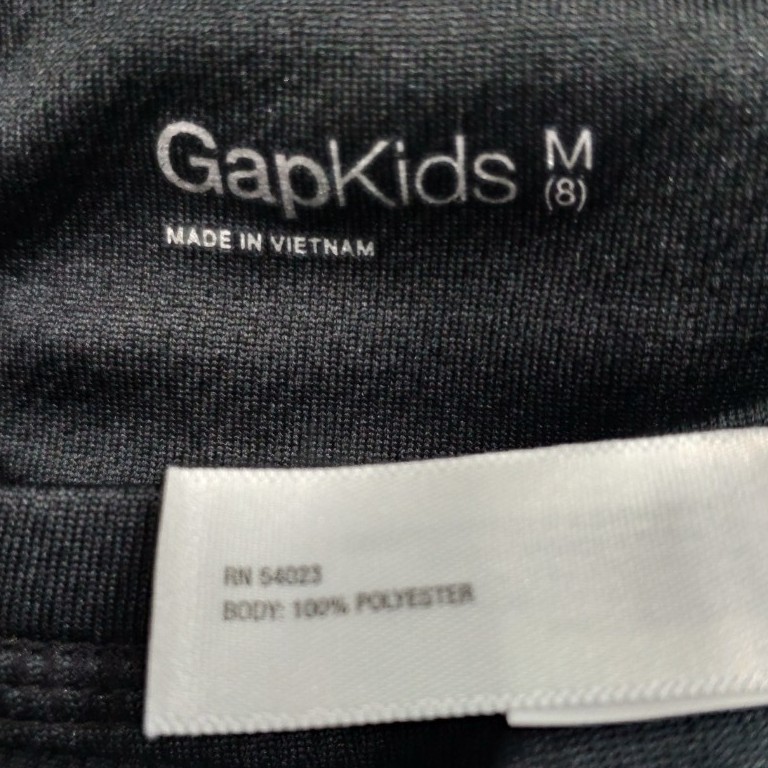 GapKids M
(8)
MADE IN VIETNAM
RN 54023
BODY: 100% POLYESTER